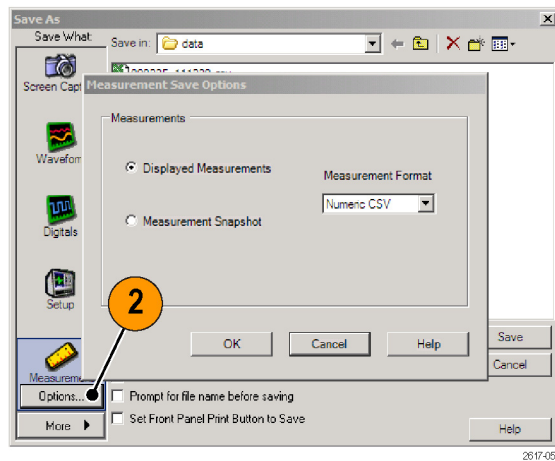 Save As
Save What:
Save in:
data
Screen Capt
Measurement Save Options
Measurements
Waveform
Displayed Measurements
Measurement Format
Numeric CSV
Measurement Snapshot
Digitals
Setup
2
OK
Cancel
Help
Save
Measureme
Cancel
Options...
Prompt for file name before saving
Set Front Panel Print Button to Save
More
Help
2617-05